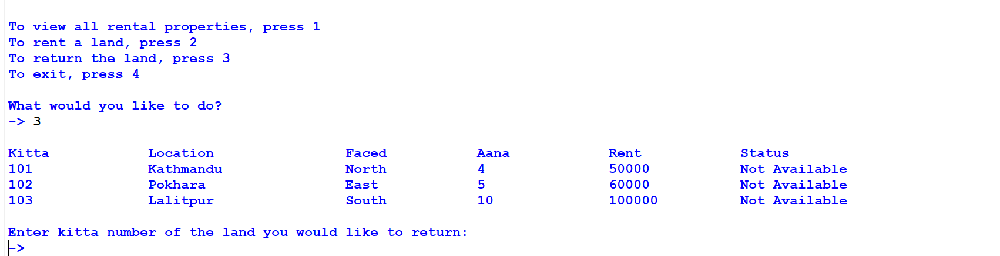 To view all rental properties, press 1
To rent a land, press 2
To return the land, press 3
To exit, press 4
What would you like to do?
-> 3
Kitta Location Faced Aana Rent Status
101 Kathmandu North 4 50000 Not Available
102 Pokhara East 5 60000 Not Available
103 Lalitpur South 10 100000 Not Available
Enter kitta number of the land you would like to return:
->